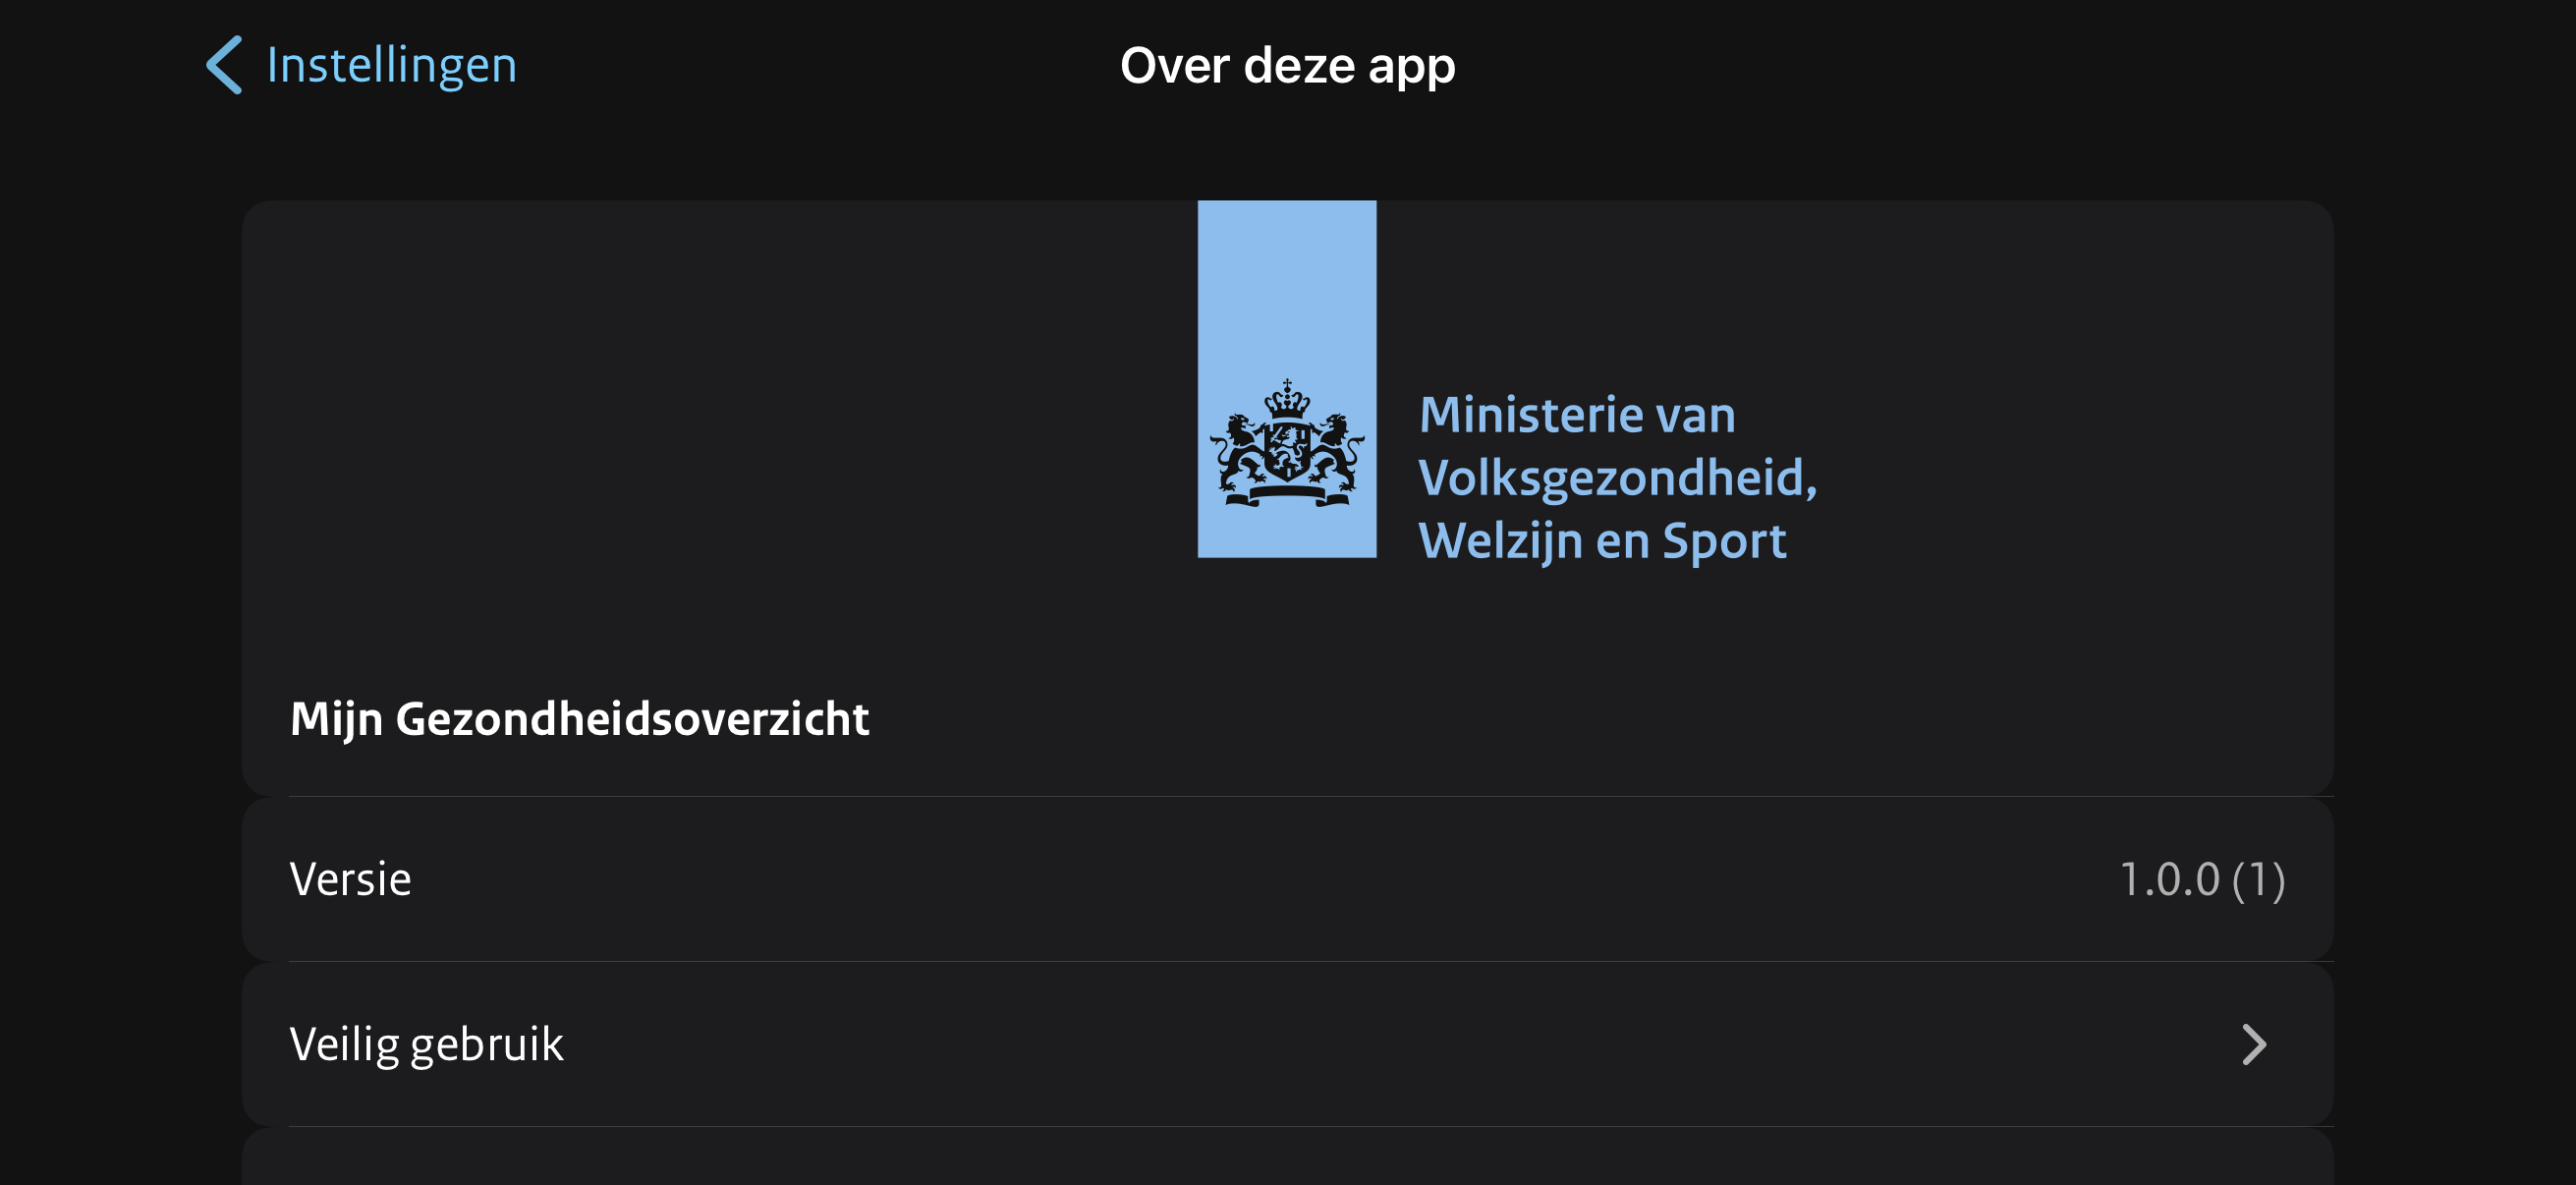 Instellingen
Over deze app
Ministerie van
Volksgezondheid,
Welzijn en Sport
Mijn Gezondheidsoverzicht
Versie
1.0.0 (1)
Veilig gebruik